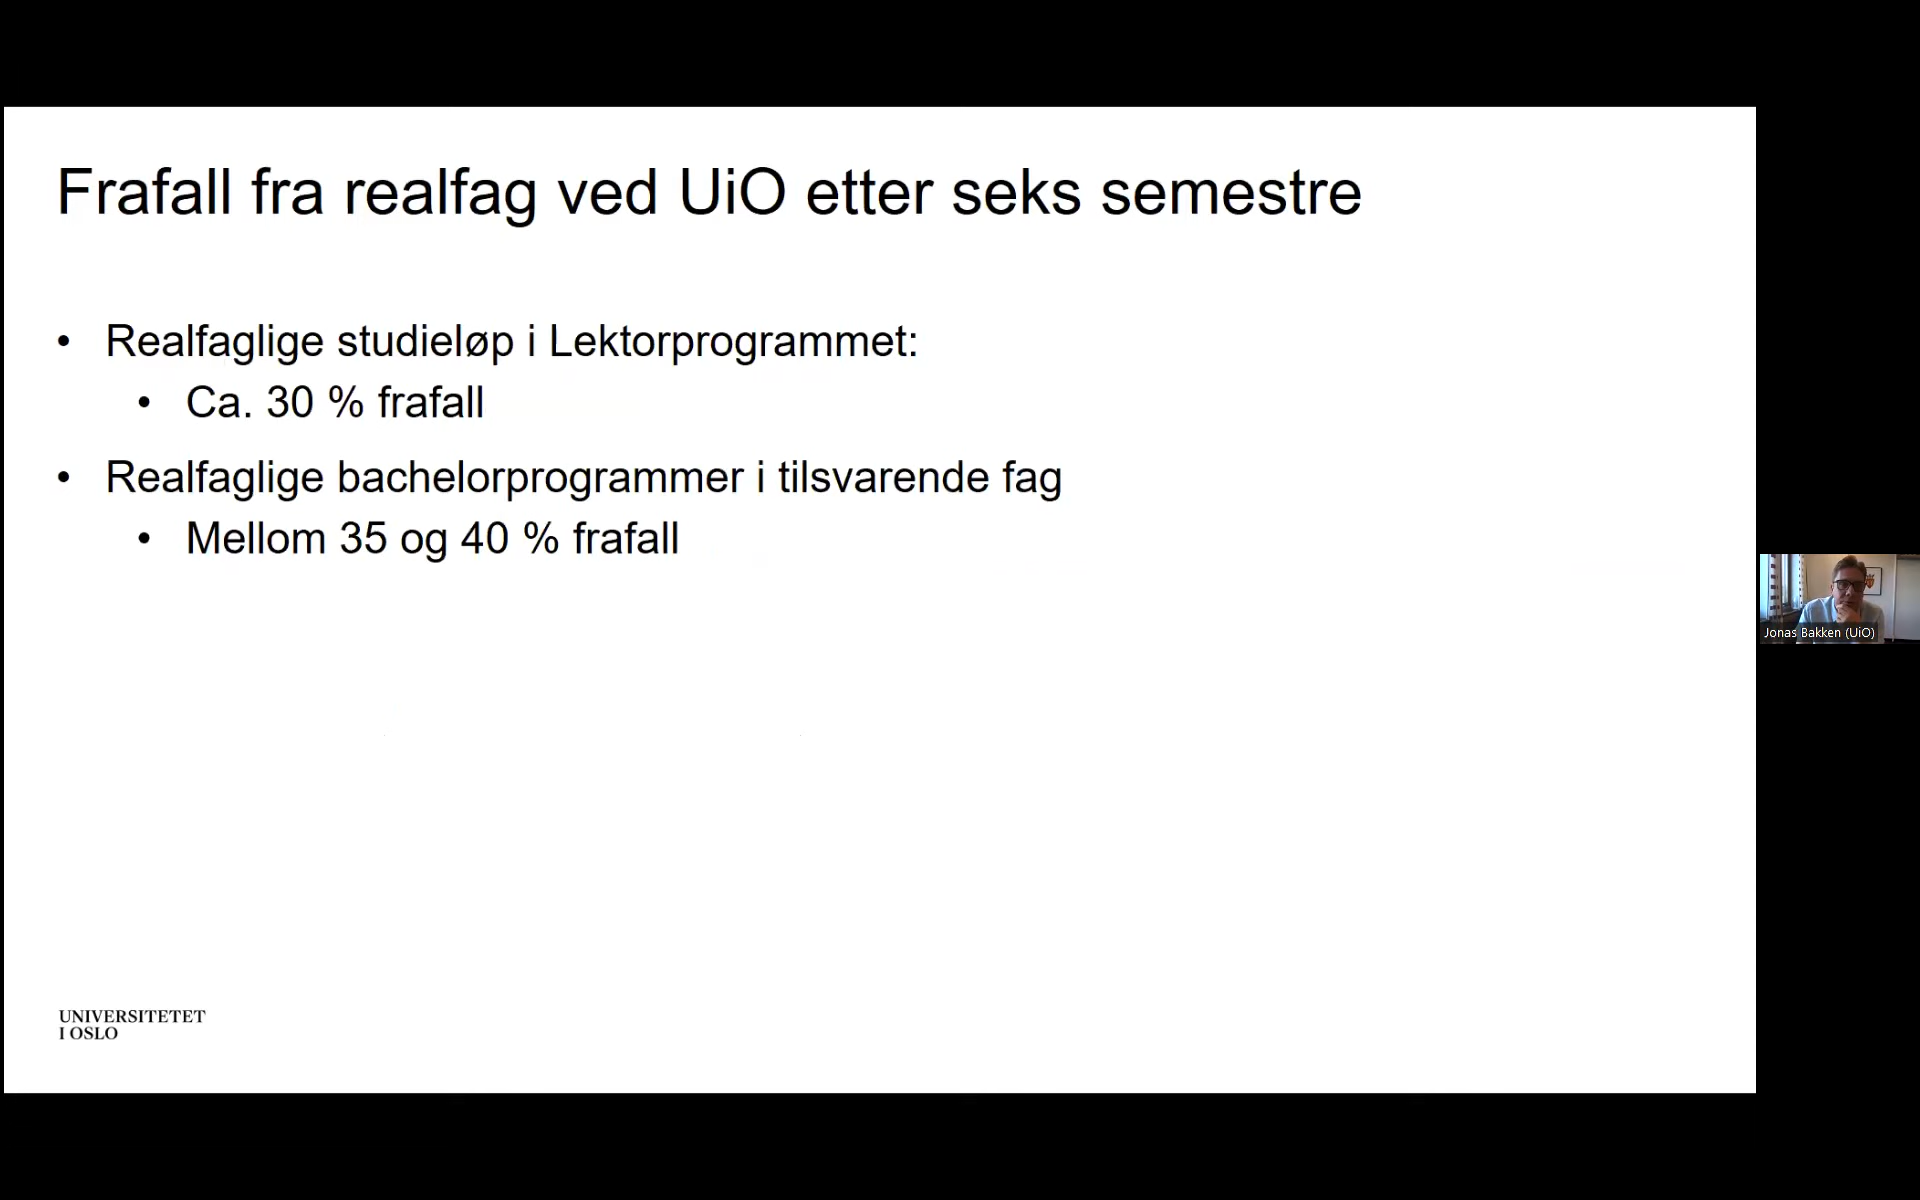 Frafall fra realfag ved UiO etter seks semestre
• Realfaglige studieløp i Lektorprogrammet:
• Ca. 30 % frafall
• Realfaglige bachelorprogrammer i tilsvarende fag
• Mellom 35 og 40 % frafall
Jonas Bakken (UiO)
UNIVERSITETET
I OSLO